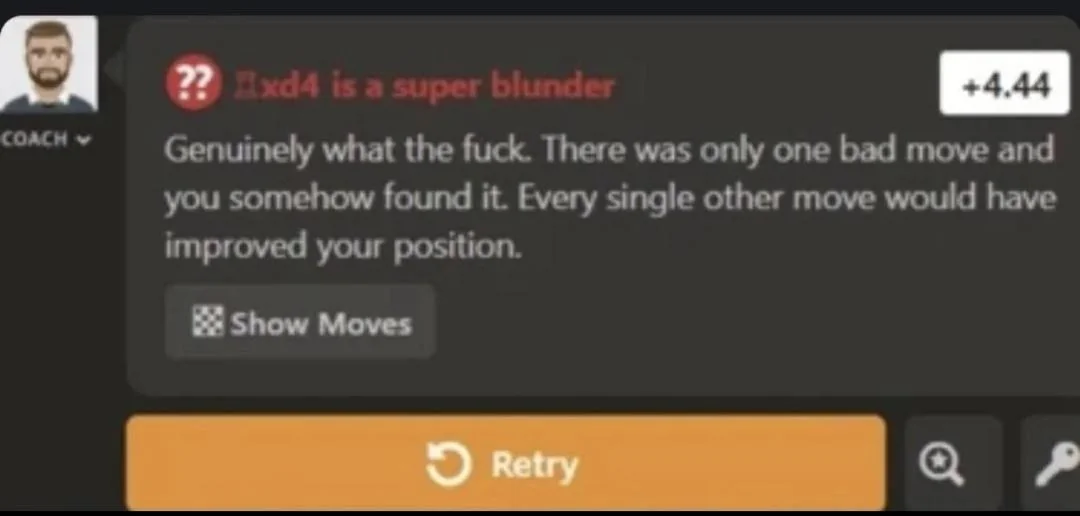 ?? ♖xd4 is a super blunder
+4.44
COACH
Genuinely what the fuck. There was only one bad move and
you somehow found it. Every single other move would have
improved your position.
Show Moves
Retry